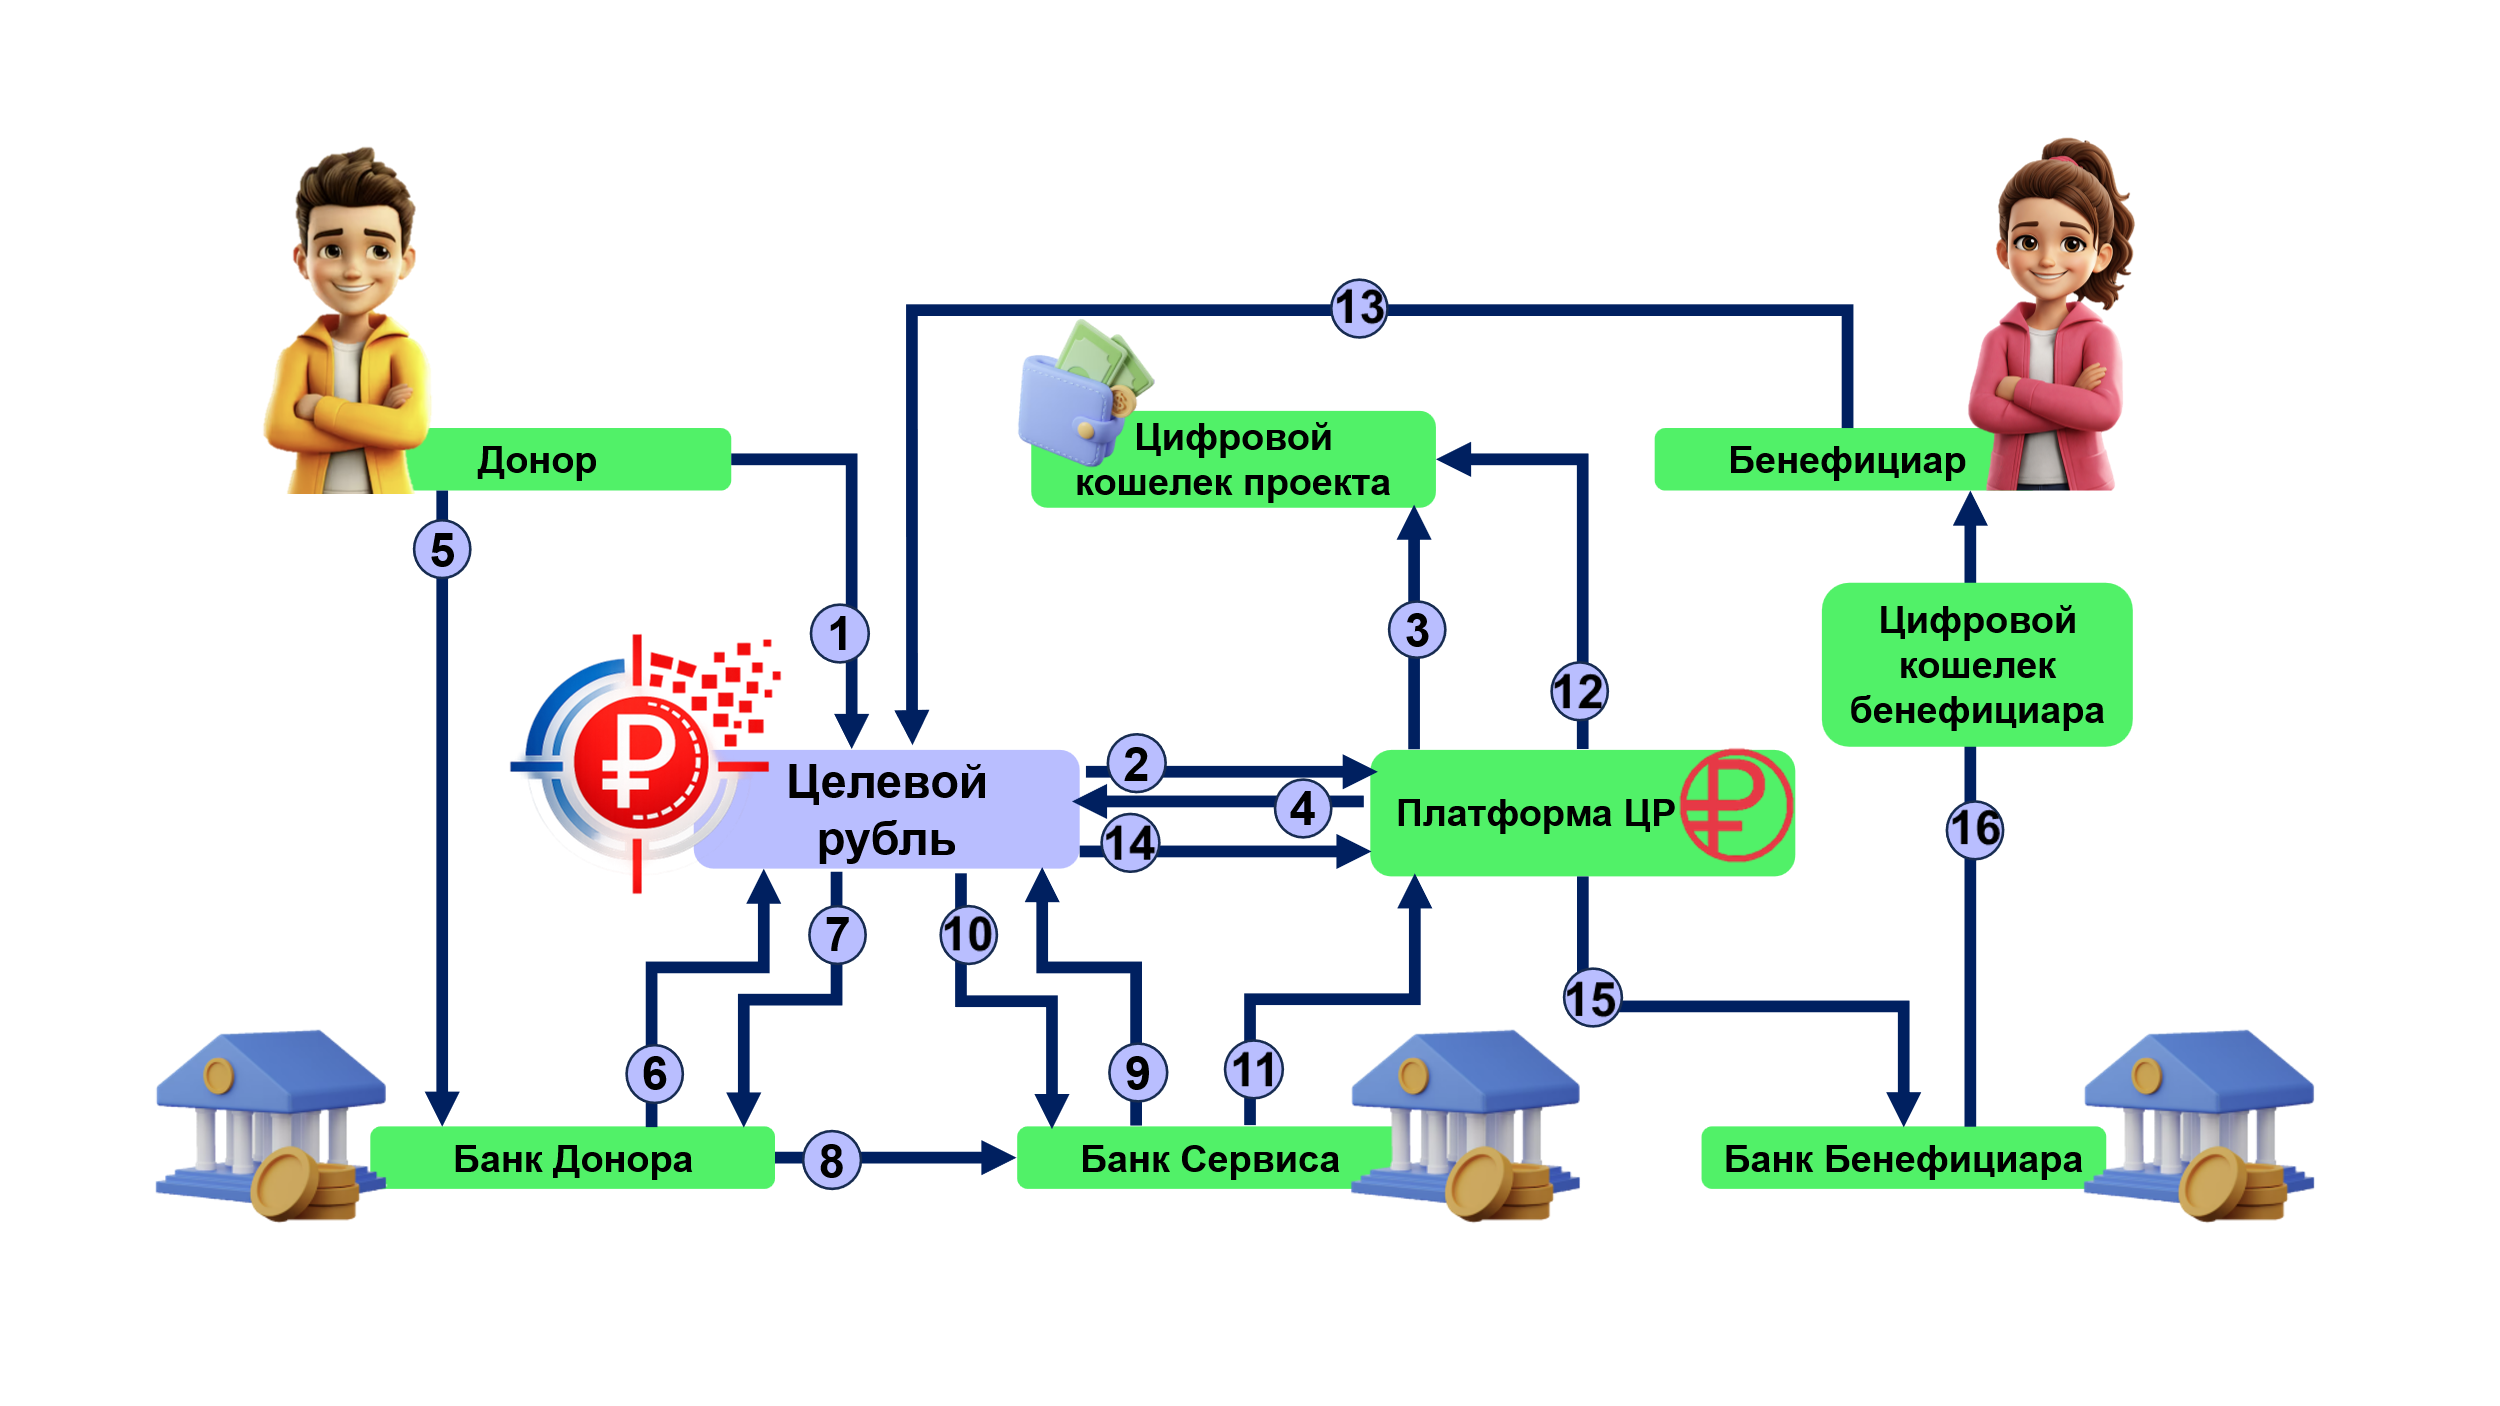 13
Донор
Цифровой
кошелек проекта
Бенефициар
5
1
3
12
Цифровой
кошелек
бенефициара
Целевой
рубль
2
4
14
Платформа ЦР
16
7
10
15
6
9
11
Банк Донора
8
Банк Сервиса
Банк Бенефициара